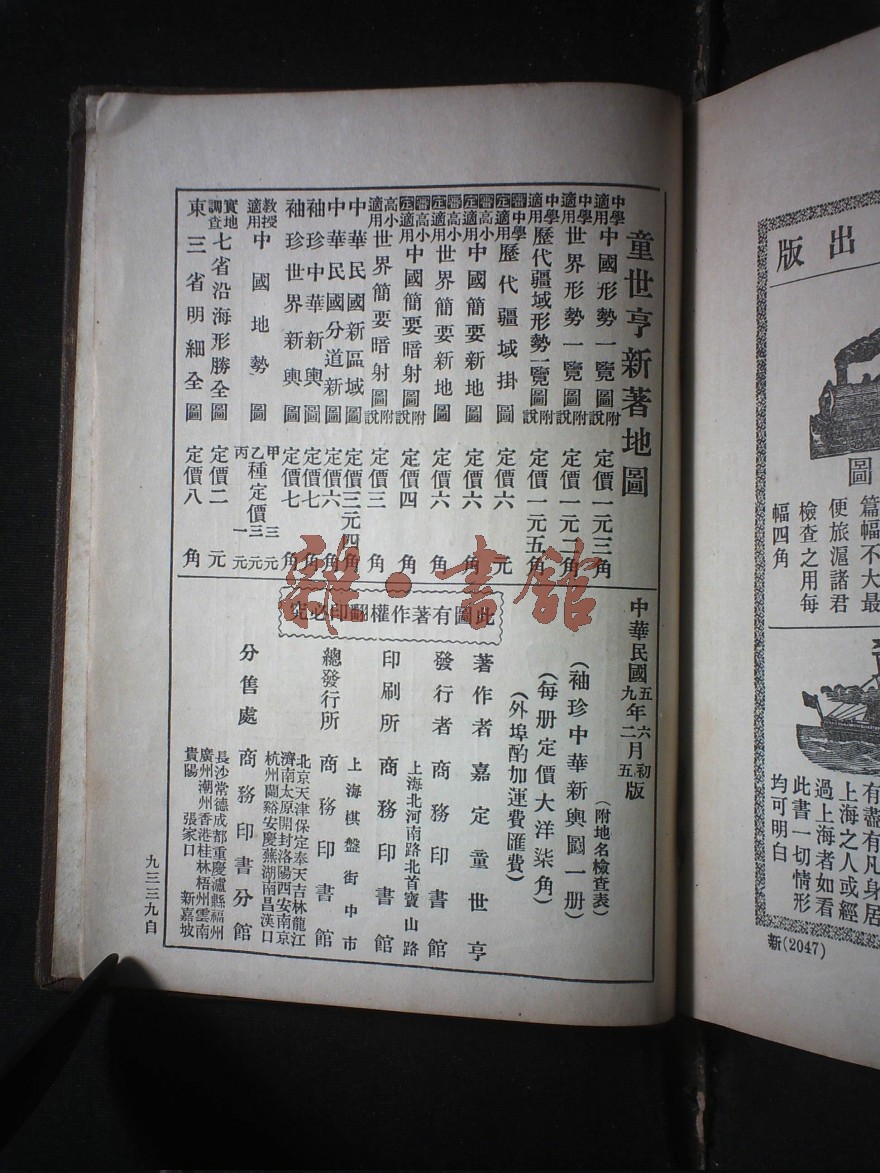 童世亨新著地圖
中學適用 中國形勢一覽圖 附說 定價一元三角
中學適用 世界形勢一覽圖 附說 定價一元二角
中學適用 歷代疆域形勢一覽圖 附說 定價一元五角
審定 中學適用 歷代疆域掛圖 定價六元
審定 高小適用 中國簡要新地圖 定價六角
審定 高小適用 世界簡要新地圖 定價六角
審定 高小適用 中國簡要暗射圖 附說 定價四角
高小適用 世界簡要暗射圖 附說 定價三角
中華民國新區域圖 定價三元四角
中華民國分道新圖 定價六角
袖珍中華新輿圖 定價七角
袖珍世界新輿圖 定價七角
教授適用 中國地勢圖 甲乙丙種定價 三元 三元 一元
實地調查 七省沿海形勝全圖 定價二元
東三省明細全圖 定價八角
中華民國五年六月初版
九年二月五版
(附地名檢查表)
(袖珍中華新輿圖一册)
(每册定價大洋柒角)
(外埠酌加運費匯費)
此圖有著作權翻印必究
著作者 嘉定童世亨
發行者 商務印書館
上海北河南路北首寶山路
印刷所 商務印書館
上海棋盤街中市
總發行所 商務印書館
北京天津保定奉天吉林龍江
濟南太原開封洛陽西安南京
杭州蘭谿安慶蕪湖南昌漢口
分售處 商務印書分館
長沙常德成都重慶瀘縣福州
廣州潮州香港桂林梧州雲南
貴陽 張家口 新嘉坡
九三三九自
雜·書館
出版
圖
篇幅不大最
便旅滬諸君
檢查之用每
幅四角
有盡有凡身居
上海之人或經
過上海者如看
此書一切情形
均可明白
新(2047)